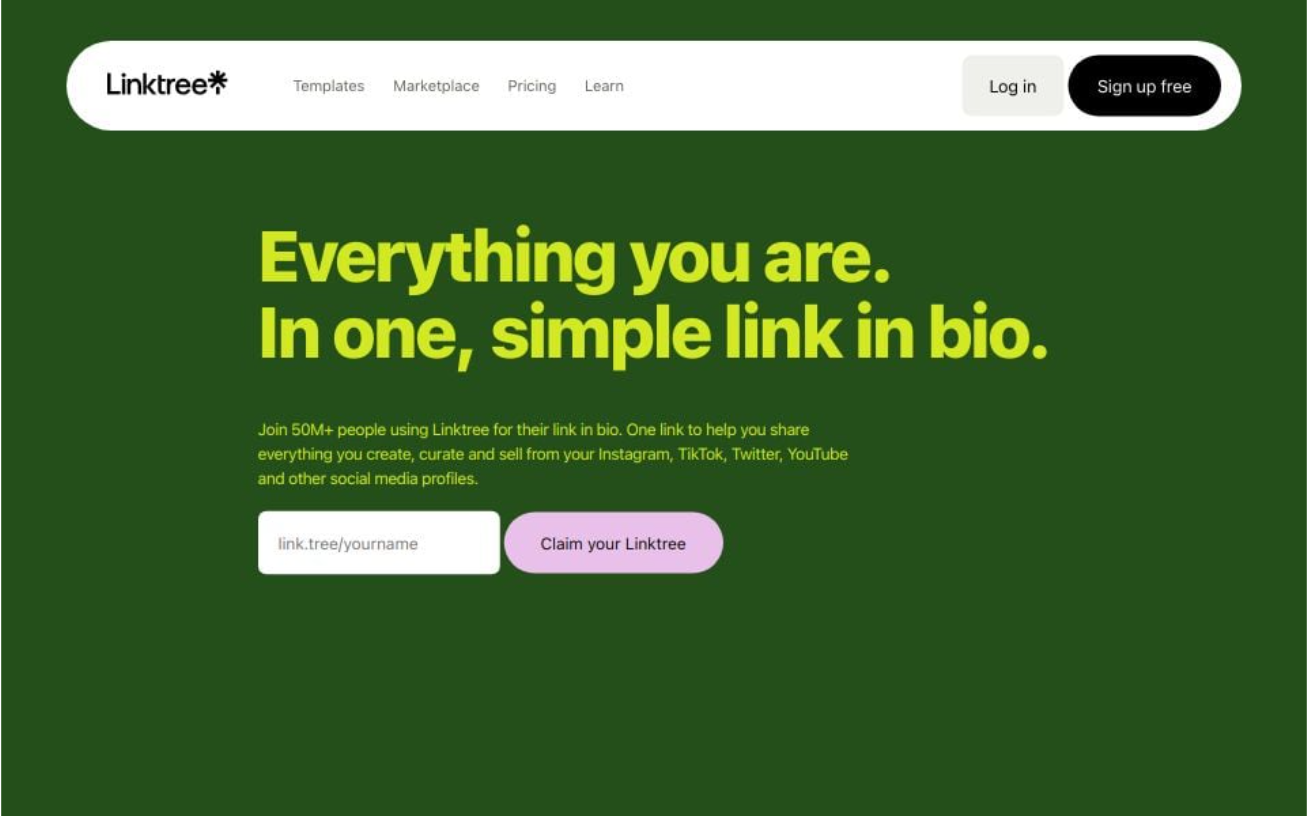 Linktree*
Templates Marketplace Pricing Learn
Log in
Sign up free
Everything you are.
In one, simple link in bio.
Join 50M+ people using Linktree for their link in bio. One link to help you share
everything you create, curate and sell from your Instagram, TikTok, Twitter, YouTube
and other social media profiles.
link.tree/yourname
Claim your Linktree